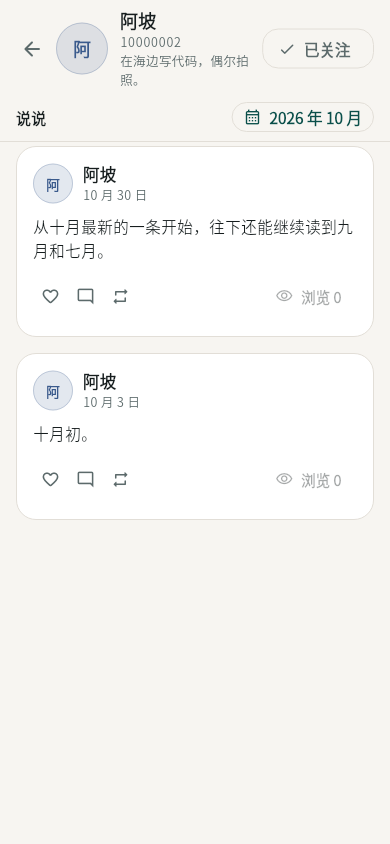 阿
阿坡
10000002
在海边写代码，偶尔拍
照。
已关注
说说
2026 年 10 月
阿
阿坡
10 月 30 日
从十月最新的一条开始，往下还能继续读到九
月和七月。
浏览 0
阿
阿坡
10 月 3 日
十月初。
浏览 0